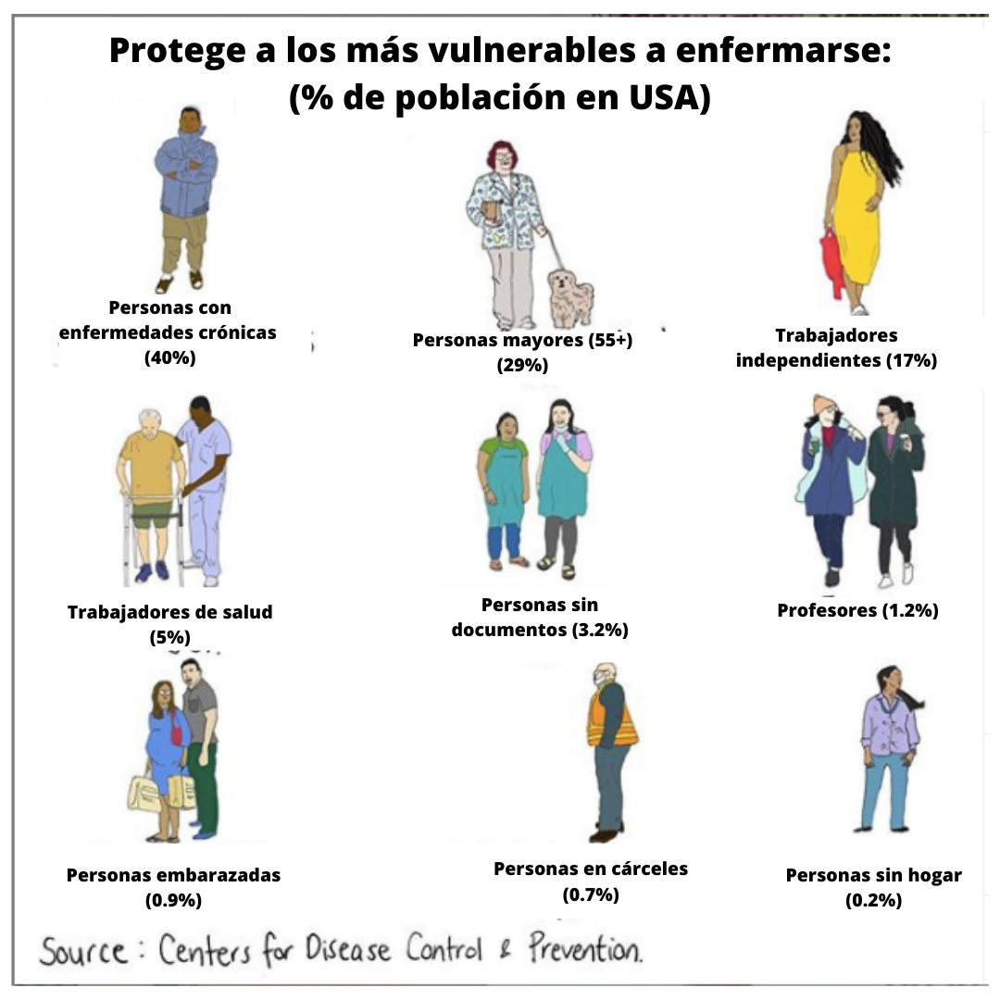 Protege a los más vulnerables a enfermarse:
(% de población en USA)
Personas con
enfermedades crónicas
(40%)
Personas mayores (55+)
(29%)
Trabajadores
independientes (17%)
Trabajadores de salud
(5%)
Personas sin
documentos (3.2%)
Profesores (1.2%)
Personas embarazadas
(0.9%)
Personas en cárceles
(0.7%)
Personas sin hogar
(0.2%)
Source: Centers for Disease Control & Prevention.